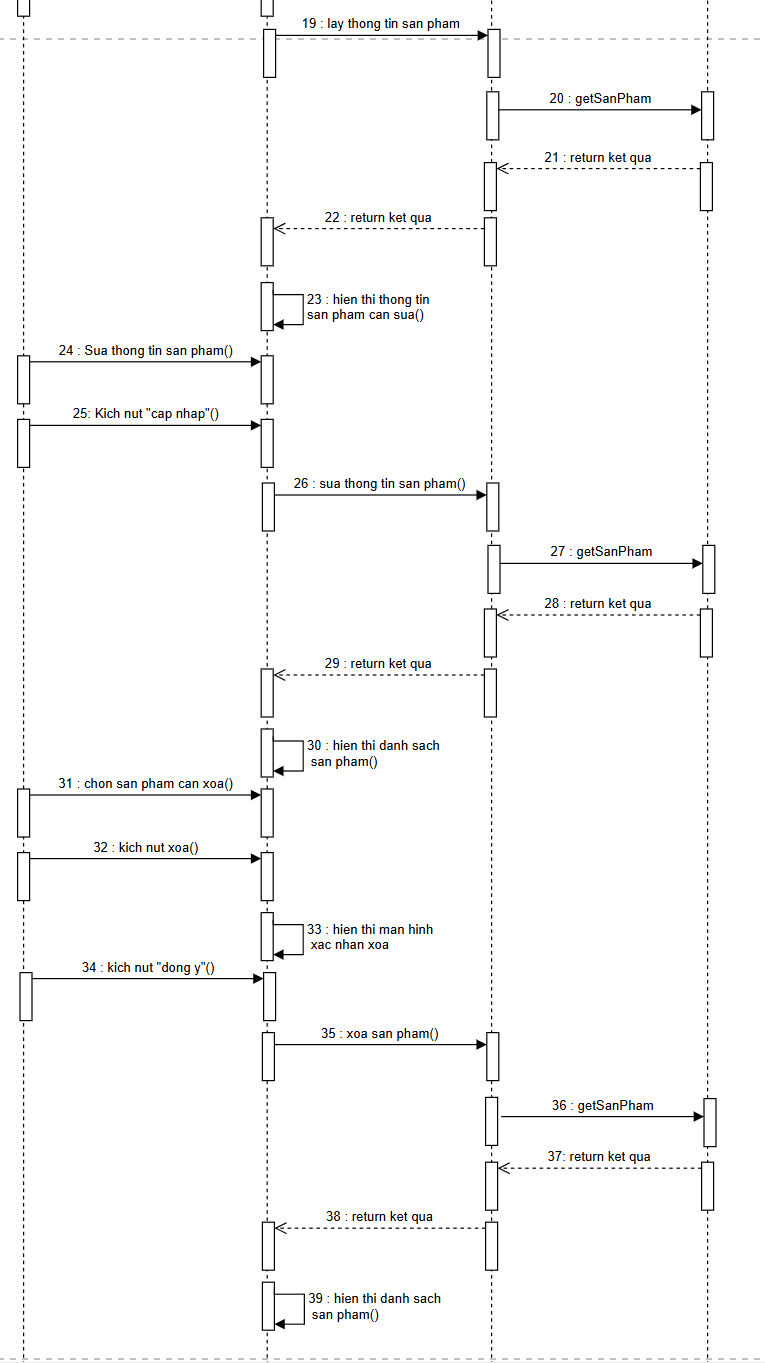 19 : lay thong tin san pham
20 : getSanPham
21 : return ket qua
22 : return ket qua
23 : hien thi thong tin
san pham can sua()
24 : Sua thong tin san pham()
25: Kich nut "cap nhap"()
26 : sua thong tin san pham()
27 : getSanPham
28 : return ket qua
29 : return ket qua
30 : hien thi danh sach
san pham()
31 : chon san pham can xoa()
32 : kich nut xoa()
33 : hien thi man hinh
xac nhan xoa
34 : kich nut "dong y"()
35 : xoa san pham()
36 : getSanPham
37: return ket qua
38 : return ket qua
39 : hien thi danh sach
san pham()